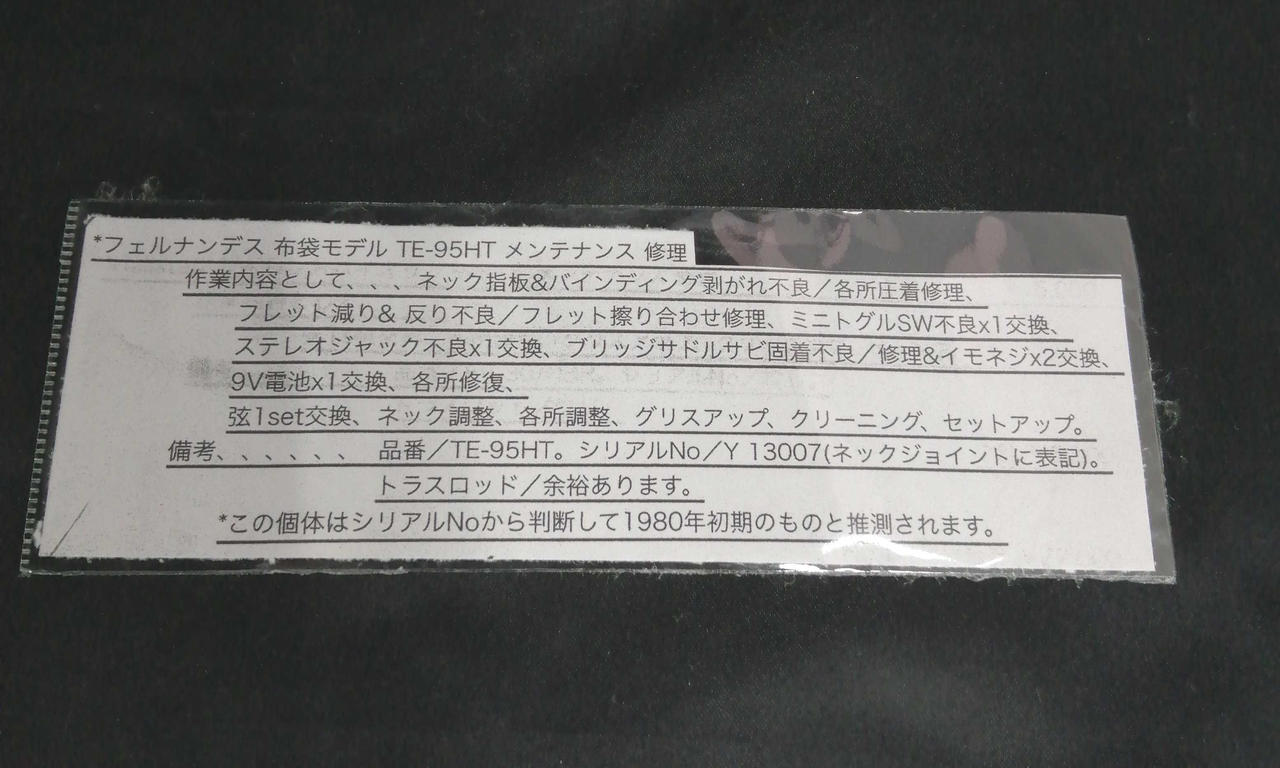 *フェルナンデス 布袋モデル TE-95HT メンテナンス 修理
作業内容として、、、ネック指板&バインディング剥がれ不良／各所圧着修理、
フレット減り& 反り不良／フレット擦り合わせ修理、ミニトグルSW不良x1交換、
ステレオジャック不良x1交換、ブリッジサドルサビ固着不良／修理&イモネジx2交換、
9V電池x1交換、各所修復、
弦1set交換、ネック調整、各所調整、グリスアップ、クリーニング、セットアップ。
備考、、、、、、 品番／TE-95HT。シリアルNo／Y 13007(ネックジョイントに表記)。
トラスロッド／余裕あります。
*この個体はシリアルNoから判断して1980年初期のものと推測されます。